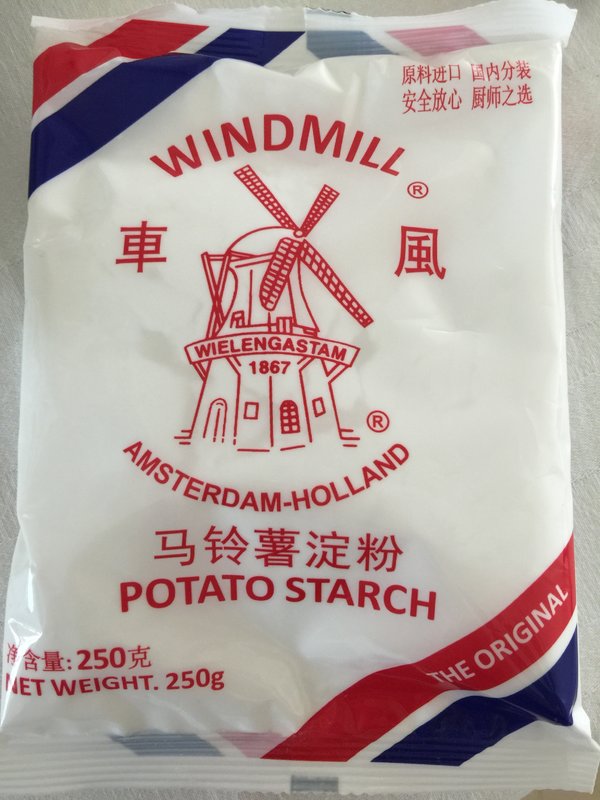 原料进口 国内分装
安全放心 厨师之选
WINDMILL®
車 風
WIELENGASTAM
1867
®
AMSTERDAM-HOLLAND
马铃薯淀粉
POTATO STARCH
THE ORIGINAL
净含量: 250克
NET WEIGHT. 250g